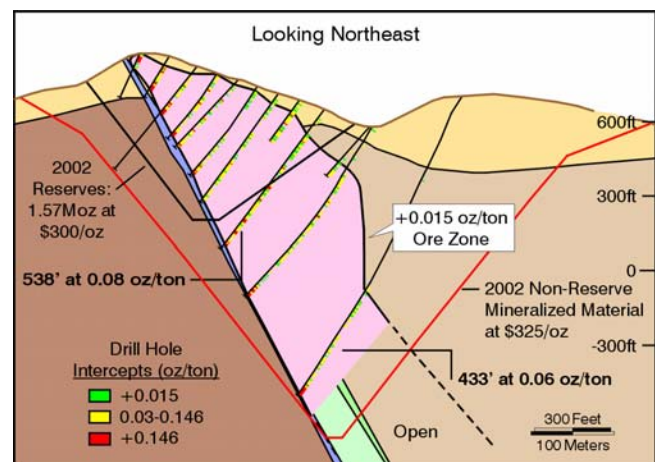 Looking Northeast
600ft
2002
Reserves:
1.57Moz at
$300/oz
300ft
+0.015 oz/ton
Ore Zone
538' at 0.08 oz/ton
0
2002 Non-Reserve
Mineralized Material
at $325/oz
-300ft
Drill Hole
Intercepts (oz/ton)
+0.015
0.03-0.146
+0.146
433' at 0.06 oz/ton
Open
300 Feet
100 Meters